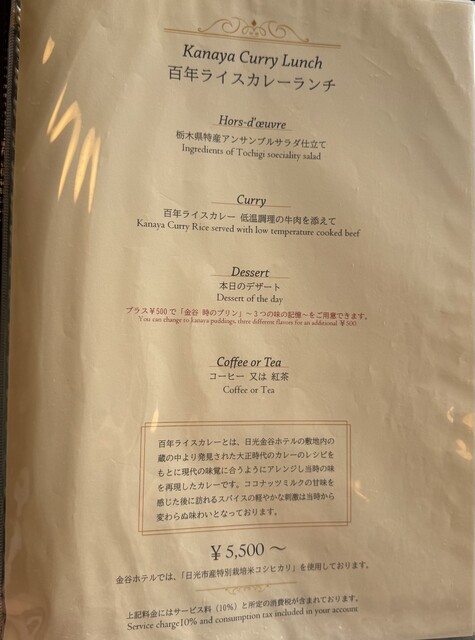 Kanaya Curry Lunch
百年ライスカレーランチ
Hors-d'œuvre
栃木県特産アンサンブルサラダ仕立て
Ingredients of Tochigi soeciality salad
Curry
百年ライスカレー 低温調理の牛肉を添えて
Kanaya Curry Rice served with low temperature cooked beef
Dessert
本日のデザート
Dessert of the day
プラス¥500で「金谷 時のプリン」~3つの味の記憶~をご用意できます。
You can change to kanaya puddings, three different flavors for an additional ¥500
Coffee or Tea
コーヒー 又は 紅茶
Coffee or Tea
百年ライスカレーとは、日光金谷ホテルの敷地内の
蔵の中より発見された大正時代のカレーのレシピを
もとに現代の味覚に合うようにアレンジし当時の味
を再現したカレーです。ココナッツミルクの甘味を
感じた後に訪れるスパイスの軽やかな刺激は当時から
変わらぬ味わいとなっております。
¥5,500 ~
金谷ホテルでは、「日光市産特別栽培米コシヒカリ」を使用しております。
上記料金にはサービス料(10%)と所定の消費税が含まれております。
Service charge10% and consumption tax included in your account